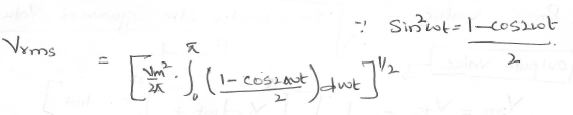 ∵ Sin²ωt = (1-cos2ωt)/2
Vrms = [Vm²/2π · ∫₀^π ((1-cos2ωt)/2) dωt]^1/2